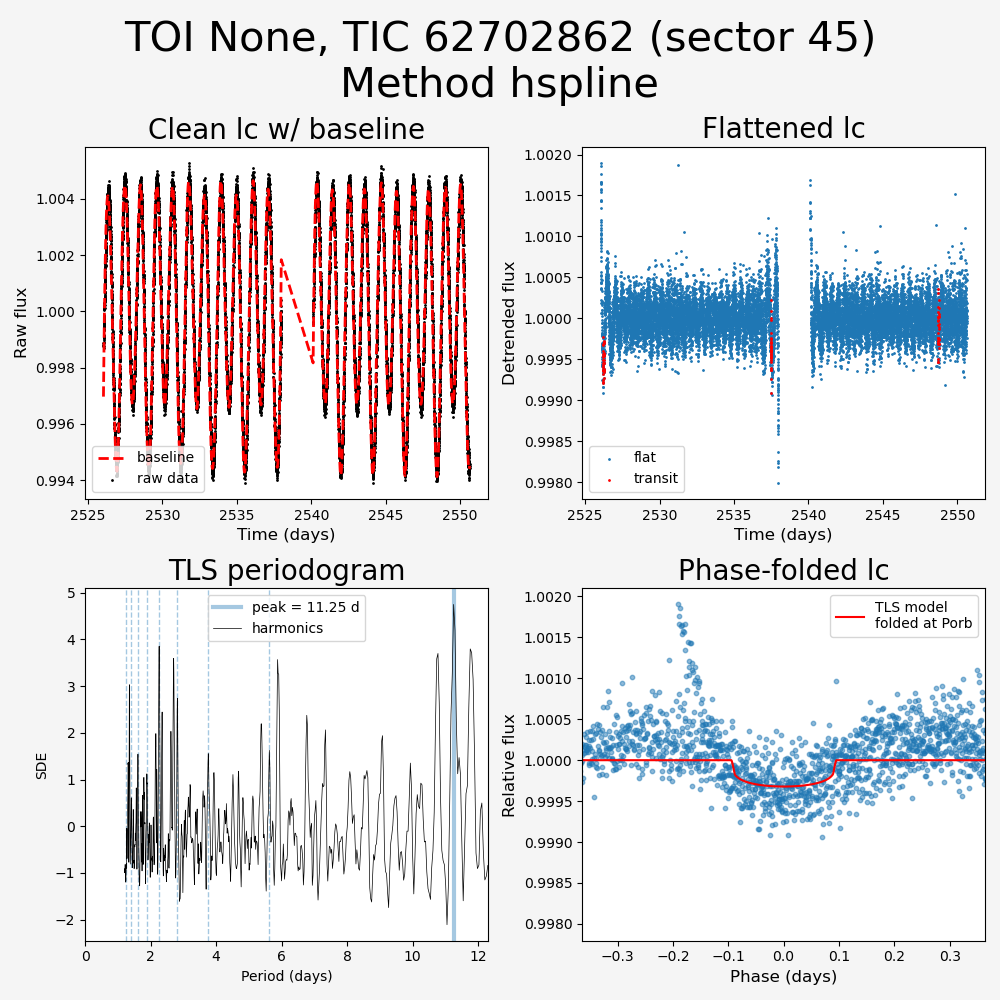 TOI None, TIC 62702862 (sector 45)
Method hspline
Clean lc w/ baseline
Raw flux
1.004
1.002
1.000
0.998
0.996
0.994
baseline
raw data
2525 2530 2535 2540 2545 2550
Time (days)
Flattened lc
Detrended flux
1.0020
1.0015
1.0010
1.0005
1.0000
0.9995
0.9990
0.9985
0.9980
flat
transit
2525 2530 2535 2540 2545 2550
Time (days)
TLS periodogram
SDE
5
4
3
2
1
0
−1
−2
peak = 11.25 d
harmonics
0 2 4 6 8 10 12
Period (days)
Phase-folded lc
Relative flux
1.0020
1.0015
1.0010
1.0005
1.0000
0.9995
0.9990
0.9985
0.9980
TLS model
folded at Porb
−0.3 −0.2 −0.1 0.0 0.1 0.2 0.3
Phase (days)